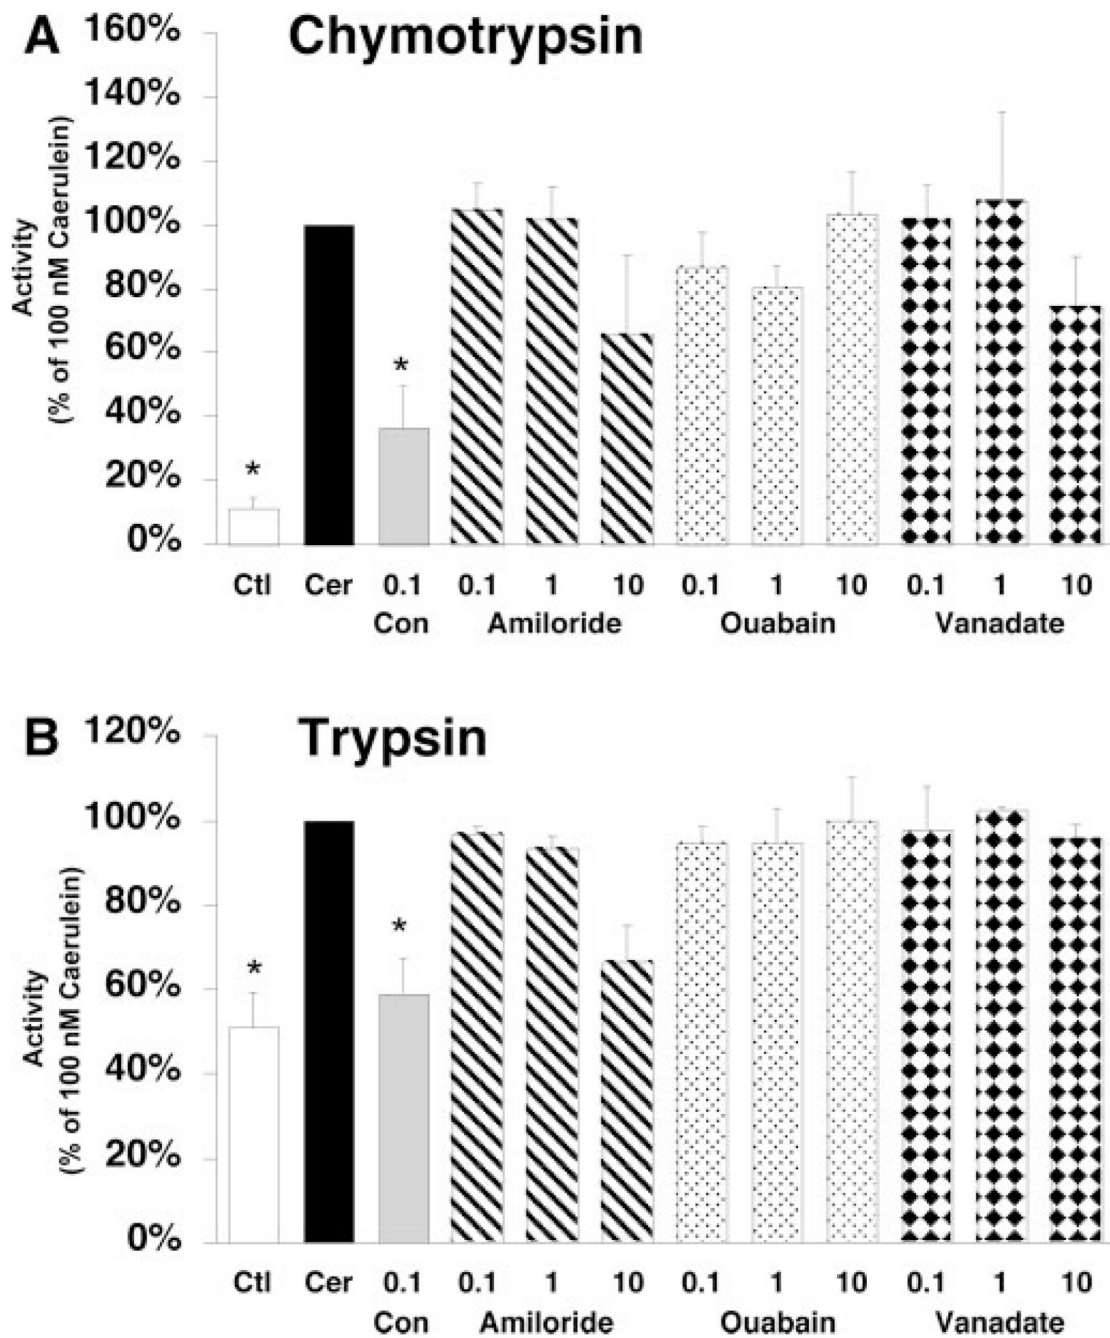 A Chymotrypsin
160%
140%
120%
100%
80%
60%
40%
20%
0%
Activity
(% of 100 nM Caerulein)
*
*
Ctl Cer 0.1 0.1 1 10 0.1 1 10 0.1 1 10
Con Amiloride Ouabain Vanadate
B Trypsin
120%
100%
80%
60%
40%
20%
0%
Activity
(% of 100 nM Caerulein)
*
*
Ctl Cer 0.1 0.1 1 10 0.1 1 10 0.1 1 10
Con Amiloride Ouabain Vanadate